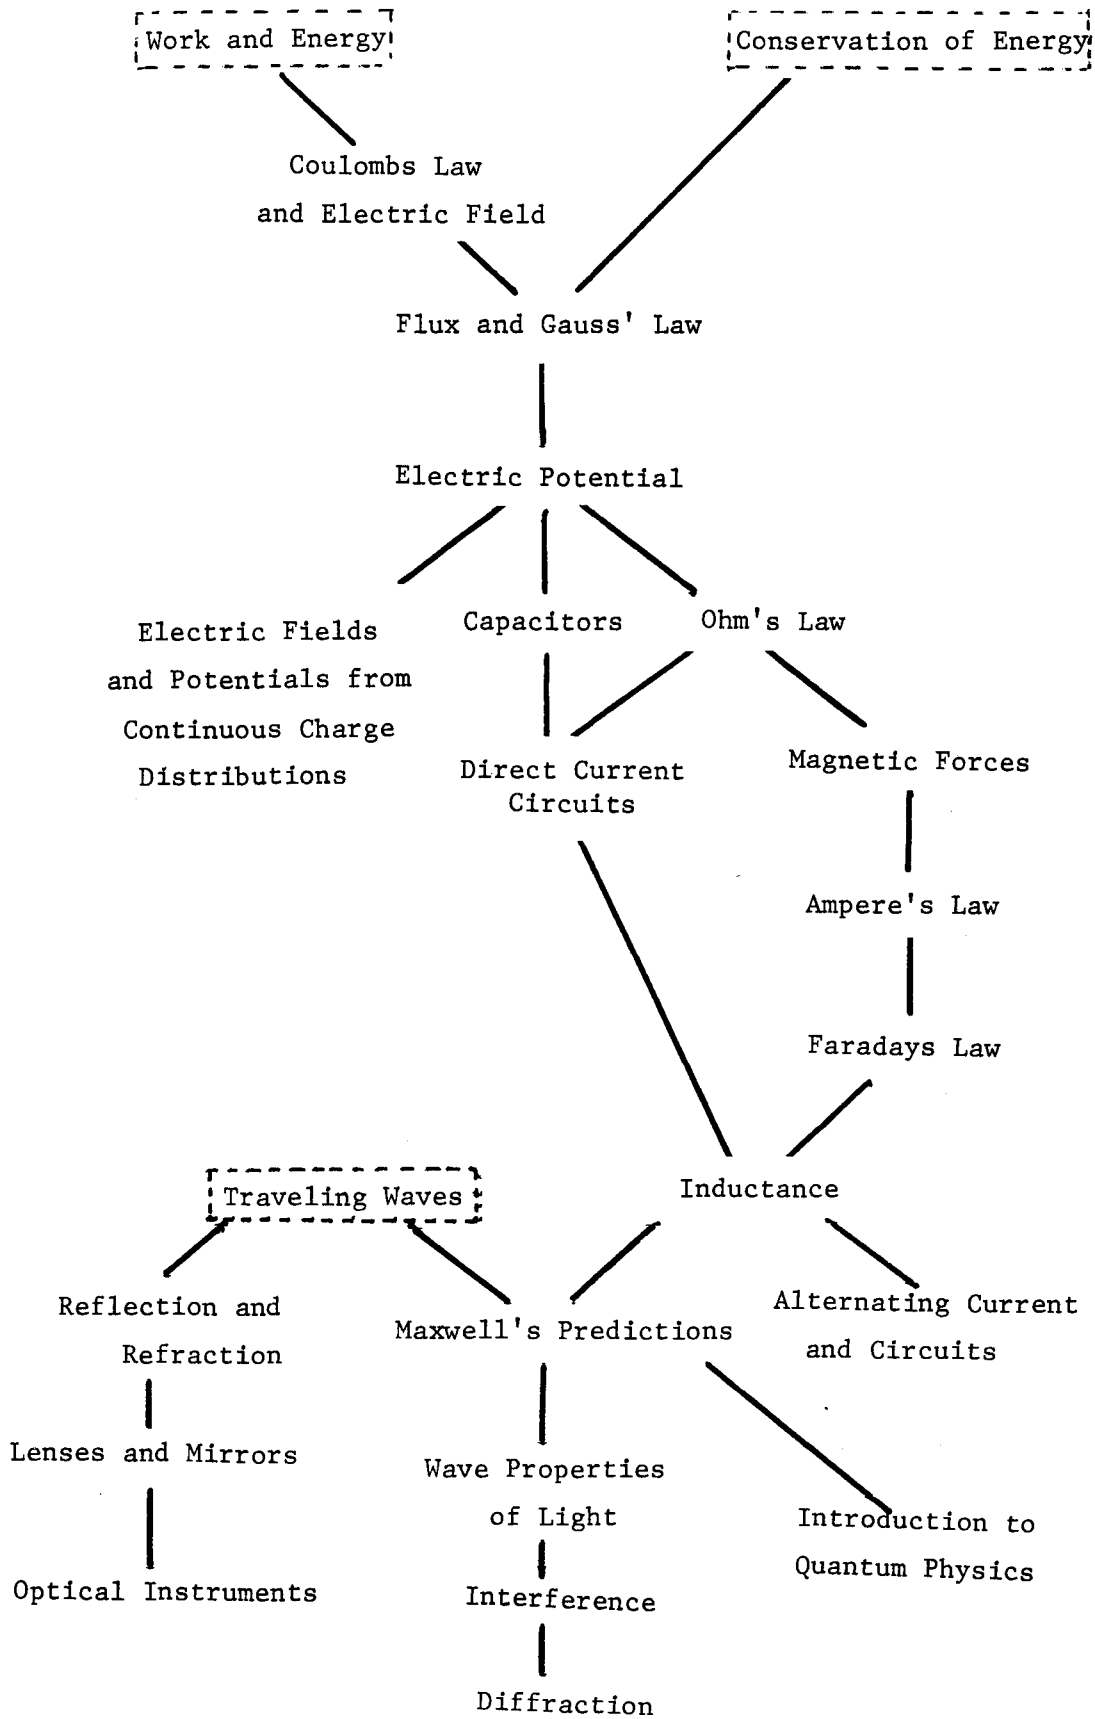 Work and Energy
Conservation of Energy
Coulombs Law
and Electric Field
Flux and Gauss' Law
Electric Potential
Electric Fields
and Potentials from
Continuous Charge
Distributions
Capacitors
Ohm's Law
Direct Current
Circuits
Magnetic Forces
Ampere's Law
Faradays Law
Traveling Waves
Inductance
Reflection and
Refraction
Maxwell's Predictions
Alternating Current
and Circuits
Lenses and Mirrors
Wave Properties
of Light
Introduction to
Quantum Physics
Optical Instruments
Interference
Diffraction